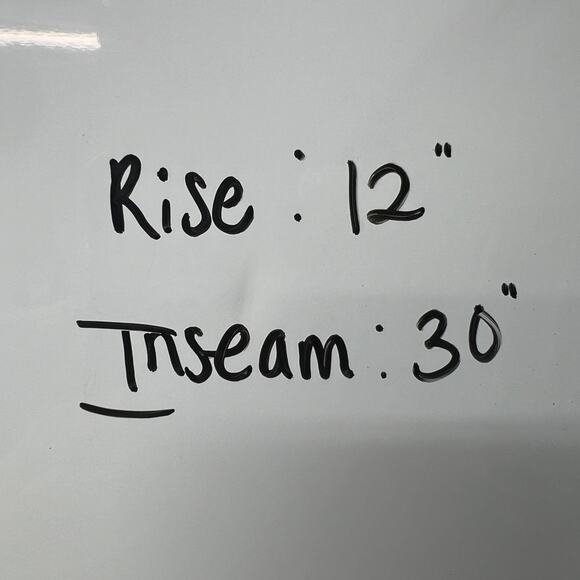 Rise : 12"
Inseam : 30"